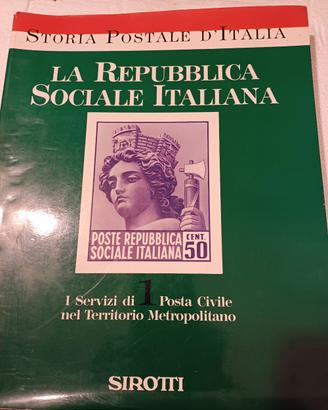 STORIA POSTALE D'ITALIA
LA REPUBBLICA
SOCIALE ITALIANA
POSTE REPUBBLICA
SOCIALE ITALIANA
CENT.
50
I Servizi di 1 Posta Civile
nel Territorio Metropolitano
SIROTTI